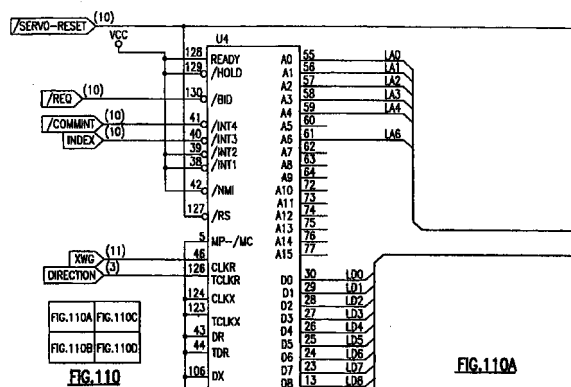 /SERVO-RESET (10)
VCC
U4
128 READY A0 55 LA0
129 /HOLD A1 56 LA1
A2 57 LA2
/REQ (10) 130 /BID A3 58 LA3
A4 59 LA4
/COMMINT (10) 41 /INT4 A5 60
INDEX (10) 40 /INT3 A6 61 LA6
39 /INT2 A7 62
38 /INT1 A8 63
A9 64
42 /NMI A10 72
A11 73
127 /RS A12 74
A13 75
5 MP-/MC A14 76
A15 77
XWG (11) 46 CLKR
DIRECTION (3) 126 TCLKR D0 30 LD0
124 CLKX D1 29 LD1
D2 28 LD2
123 TCLKX D3 27 LD3
43 DR D4 26 LD4
44 TDR D5 25 LD5
D6 24 LD6
106 DX D7 23 LD7
D8 13 LD8
FIG.110A FIG.110C
FIG.110B FIG.110D
FIG.110
FIG.110A